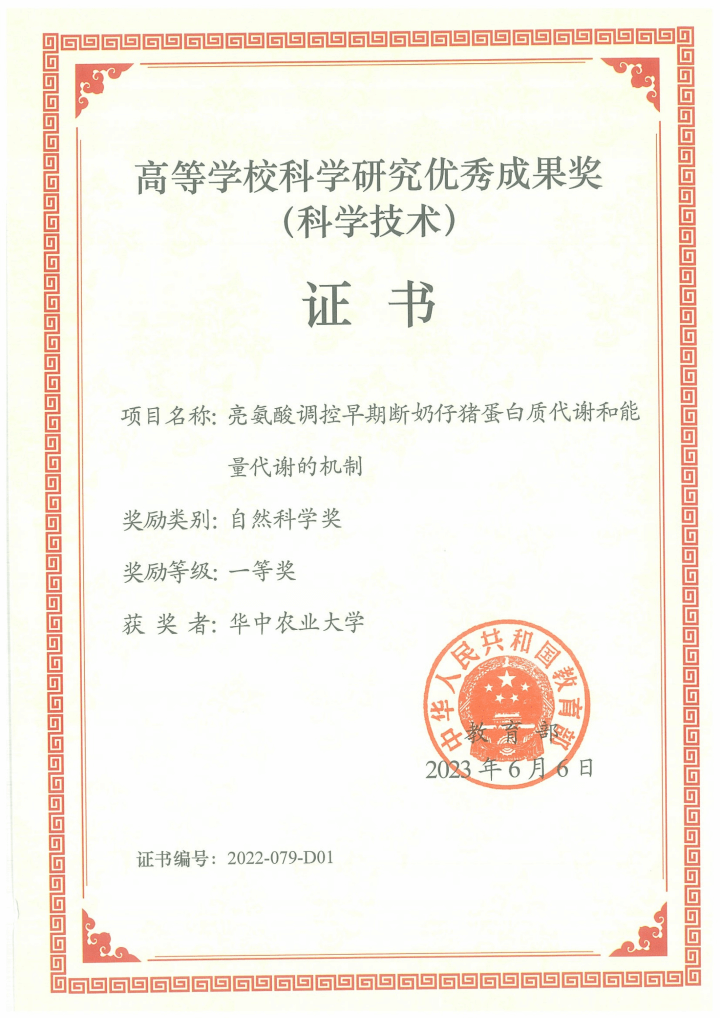 高等学校科学研究优秀成果奖
（科学技术）
证 书
项目名称: 亮氨酸调控早期断奶仔猪蛋白质代谢和能
量代谢的机制
奖励类别: 自然科学奖
奖励等级: 一等奖
获 奖 者: 华中农业大学
中华人民共和国教育部
教 育 部
2023 年 6 月 6 日
证书编号: 2022-079-D01